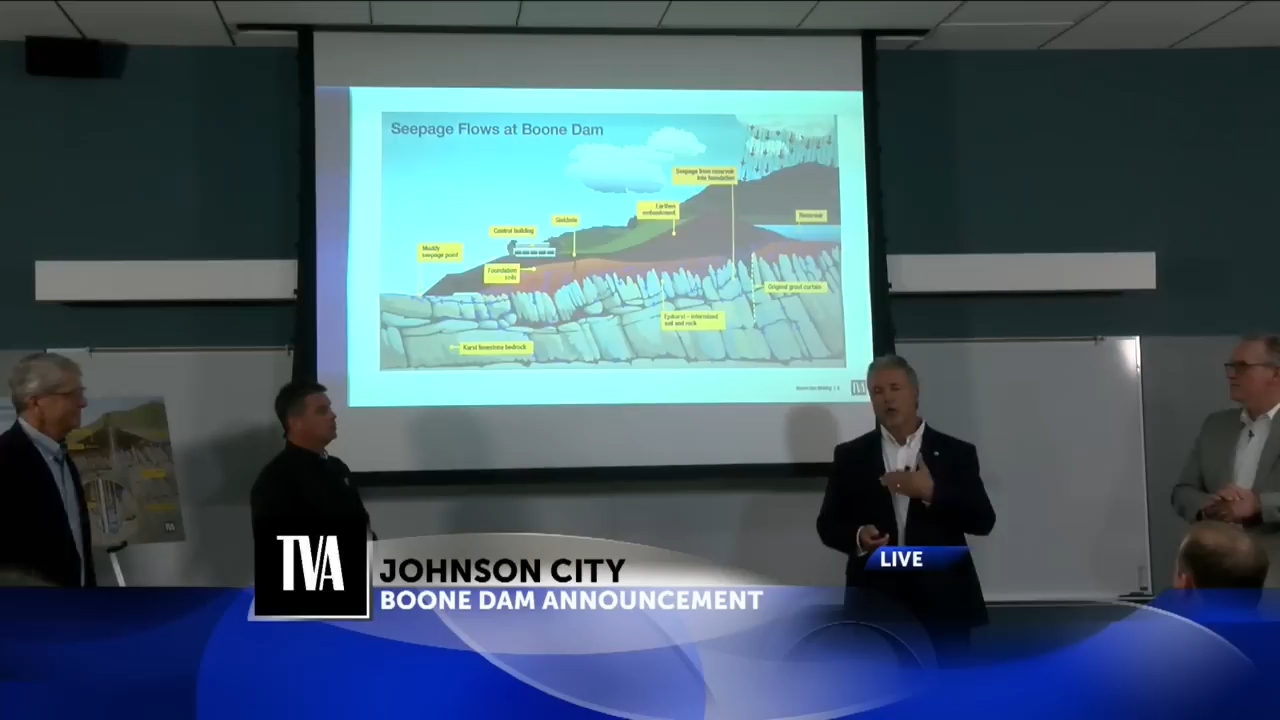 Seepage Flows at Boone Dam
Seepage from reservoir
into foundation
Earthen
embankment
Reservoir
Sinkhole
Control building
Muddy
seepage point
Foundation
soils
Original grout curtain
Epikarst – intermixed
soil and rock
Karst limestone bedrock
TVA
LIVE
TVA
JOHNSON CITY
BOONE DAM ANNOUNCEMENT